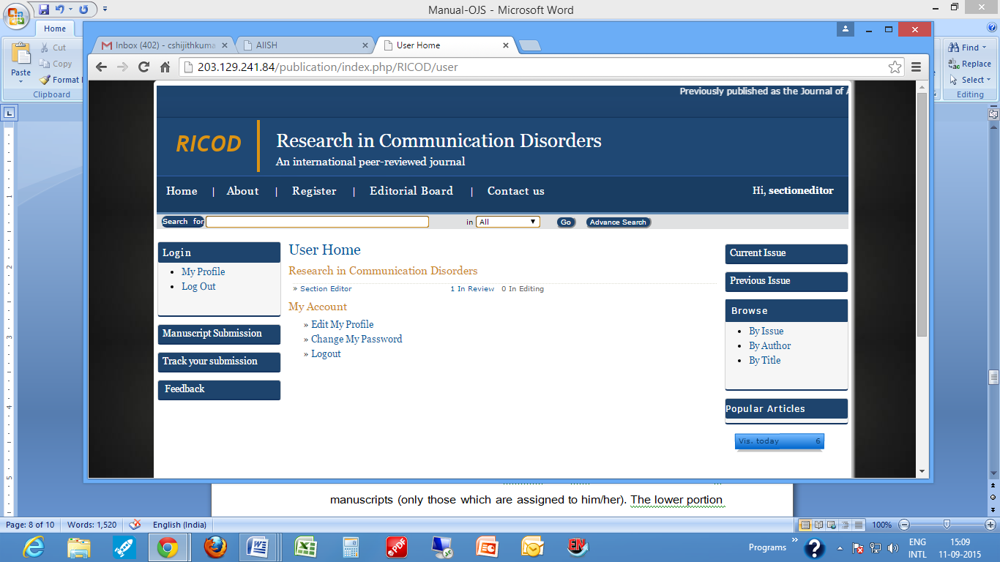 Manual-OJS - Microsoft Word
Home
Cut
Copy
Format
Paste
Clipboard
Find
Replace
Select
Editing
Inbox (402) - cshijithkuma
AIISH
User Home
203.129.241.84/publication/index.php/RICOD/user
Previously published as the Journal of A
RICOD
Research in Communication Disorders
An international peer-reviewed journal
Home | About | Register | Editorial Board | Contact us
Hi, sectioneditor
Search for in All Go Advance Search
Login
My Profile
Log Out
Manuscript Submission
Track your submission
Feedback
User Home
Research in Communication Disorders
» Section Editor 1 In Review 0 In Editing
My Account
» Edit My Profile
» Change My Password
» Logout
Current Issue
Previous Issue
Browse
By Issue
By Author
By Title
Popular Articles
Vis. today 6
manuscripts (only those which are assigned to him/her). The lower portion
Page: 8 of 10 Words: 1,520 English (India) 100%
Programs
ENG
INTL
15:09
11-09-2015